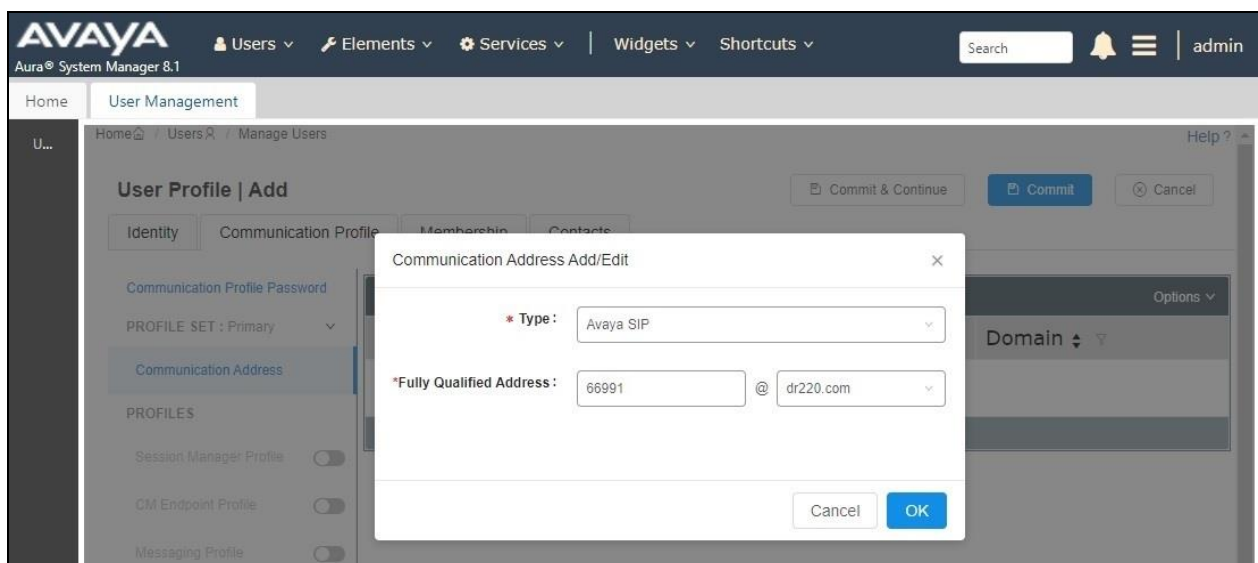 AVAYA
Aura® System Manager 8.1
Users Elements Services | Widgets Shortcuts Search | admin
Home User Management
U...
Home / Users / Manage Users Help ?
User Profile | Add Commit & Continue Commit Cancel
Identity Communication Profile Membership Contacts
Communication Address Add/Edit
Communication Profile Password Options
PROFILE SET : Primary
* Type : Avaya SIP
Domain
Communication Address
*Fully Qualified Address : 66991 @ dr220.com
PROFILES
Session Manager Profile
CM Endpoint Profile
Cancel OK
Messaging Profile